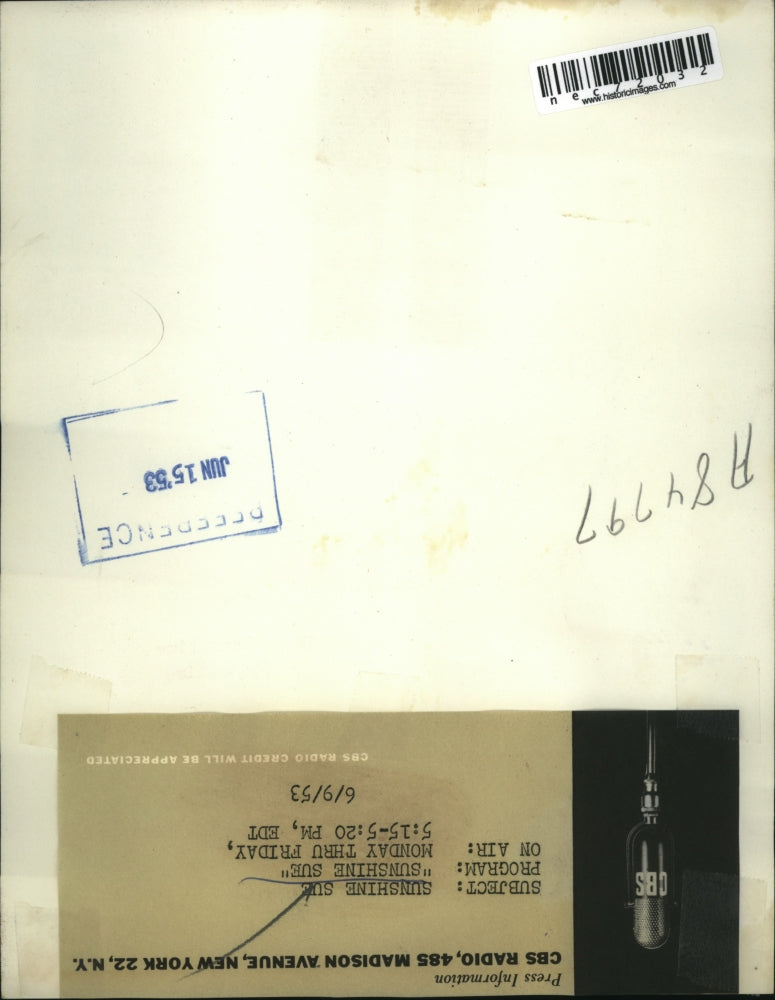 nec72032
www.historicimages.com
JUN 15 '53
REFERENCE
A84797
Press Information
CBS RADIO, 485 MADISON AVENUE, NEW YORK 22, N.Y.
SUBJECT: SUNSHINE SUE
PROGRAM: "SUNSHINE SUE"
ON AIR: MONDAY THRU FRIDAY,
5:15-5:20 PM, EDT
6/9/53
CBS RADIO CREDIT WILL BE APPRECIATED
CBS